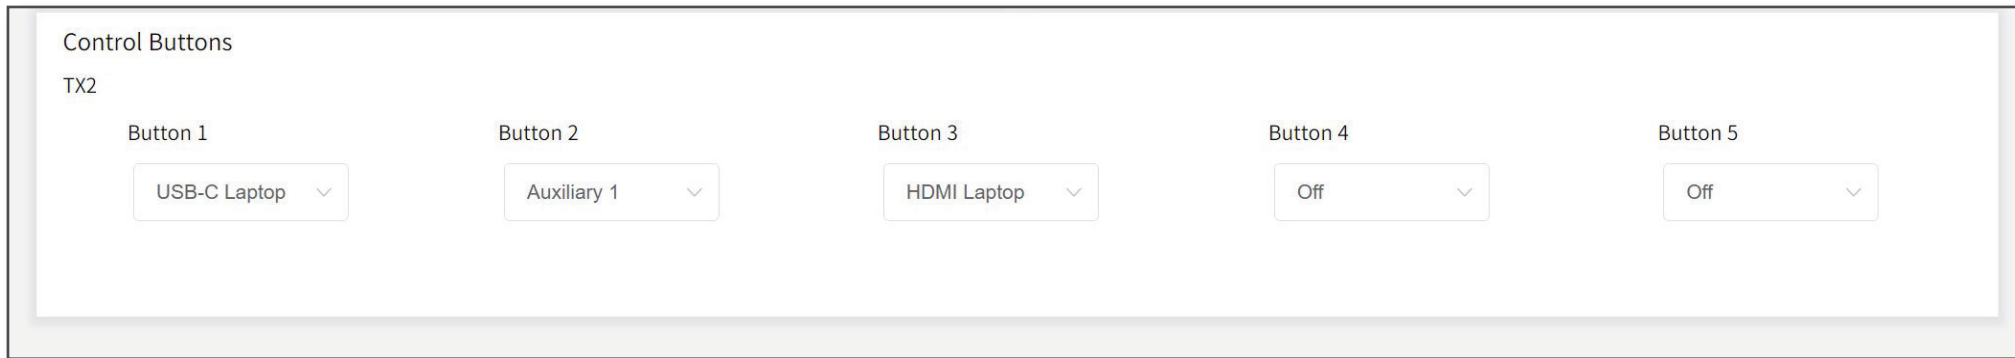 Control Buttons
TX2
Button 1 Button 2 Button 3 Button 4 Button 5
USB-C Laptop Auxiliary 1 HDMI Laptop Off Off